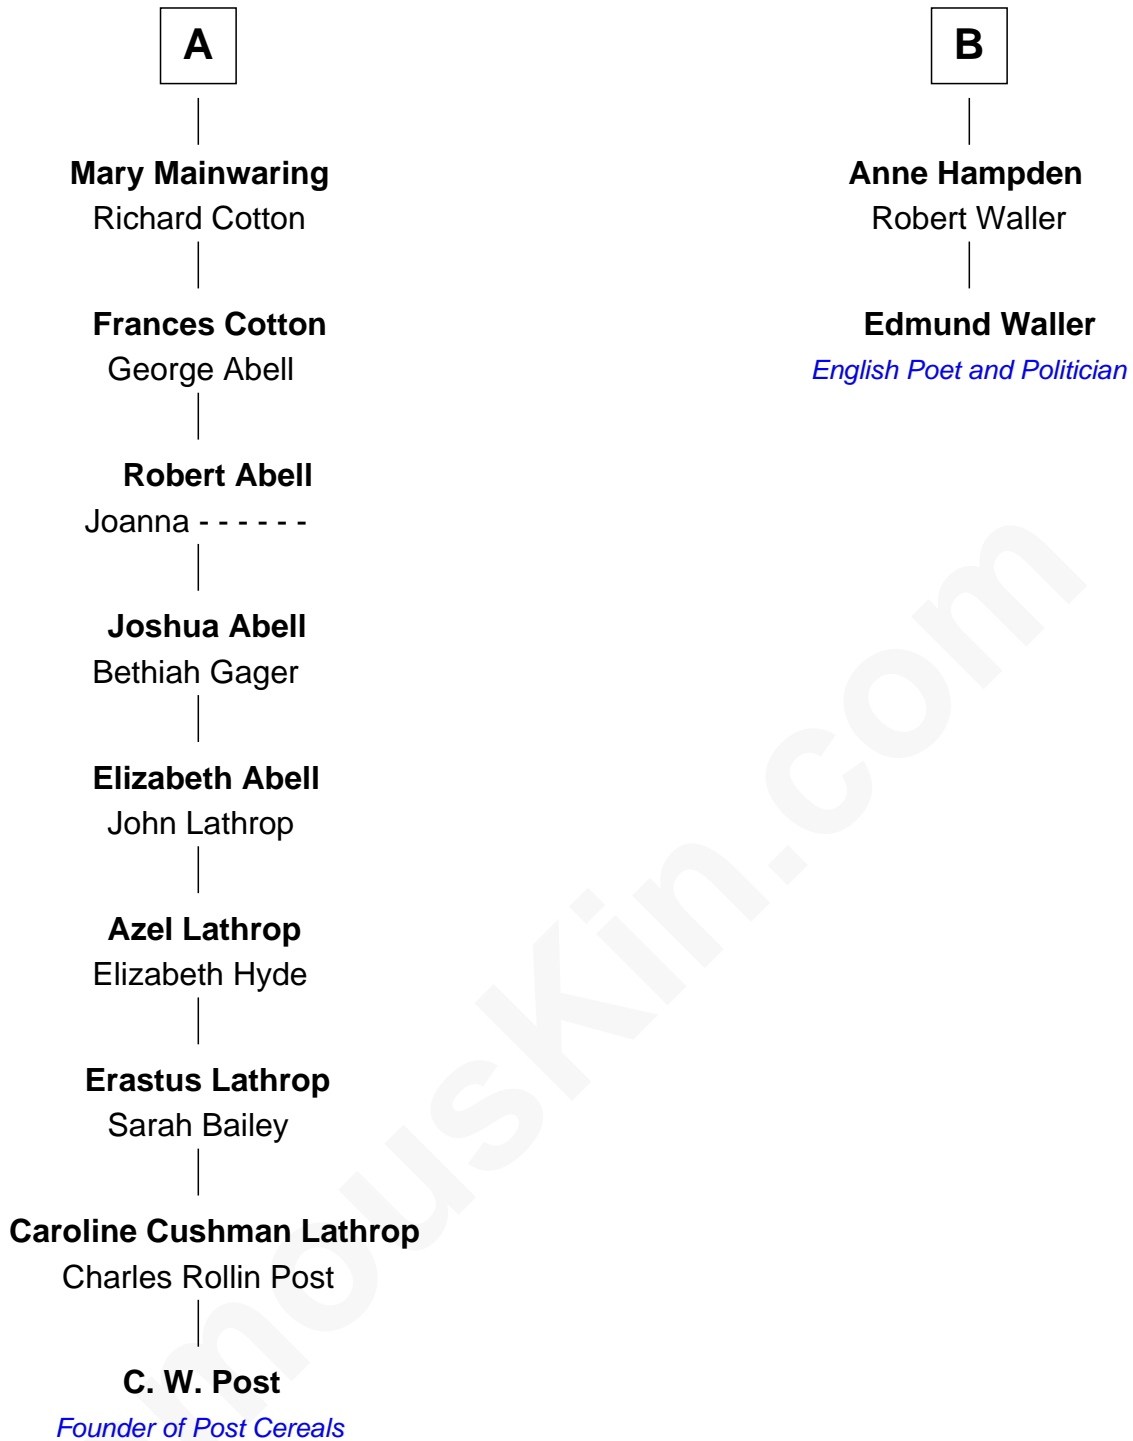 A
Mary Mainwaring
Richard Cotton
Frances Cotton
George Abell
Robert Abell
Joanna - - - - - -
Joshua Abell
Bethiah Gager
Elizabeth Abell
John Lathrop
Azel Lathrop
Elizabeth Hyde
Erastus Lathrop
Sarah Bailey
Caroline Cushman Lathrop
Charles Rollin Post
C. W. Post
Founder of Post Cereals
B
Anne Hampden
Robert Waller
Edmund Waller
English Poet and Politician
mouskin.com